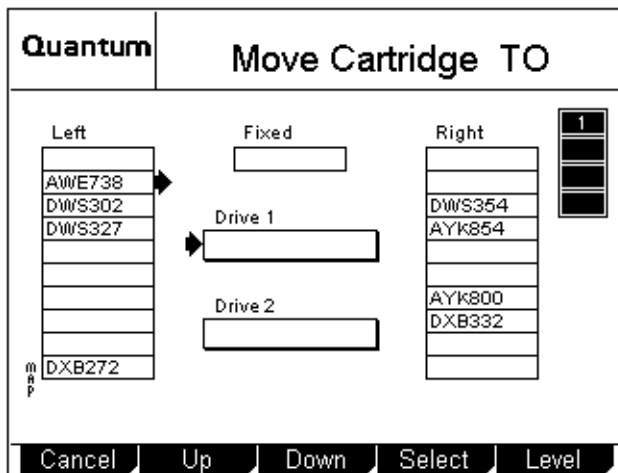 Quantum
Move Cartridge TO
Left
Fixed
Right
1
AWE738
DWS302
DWS327
DXB272
MAP
Drive 1
Drive 2
DWS354
AYK854
AYK800
DXB332
Cancel
Up
Down
Select
Level